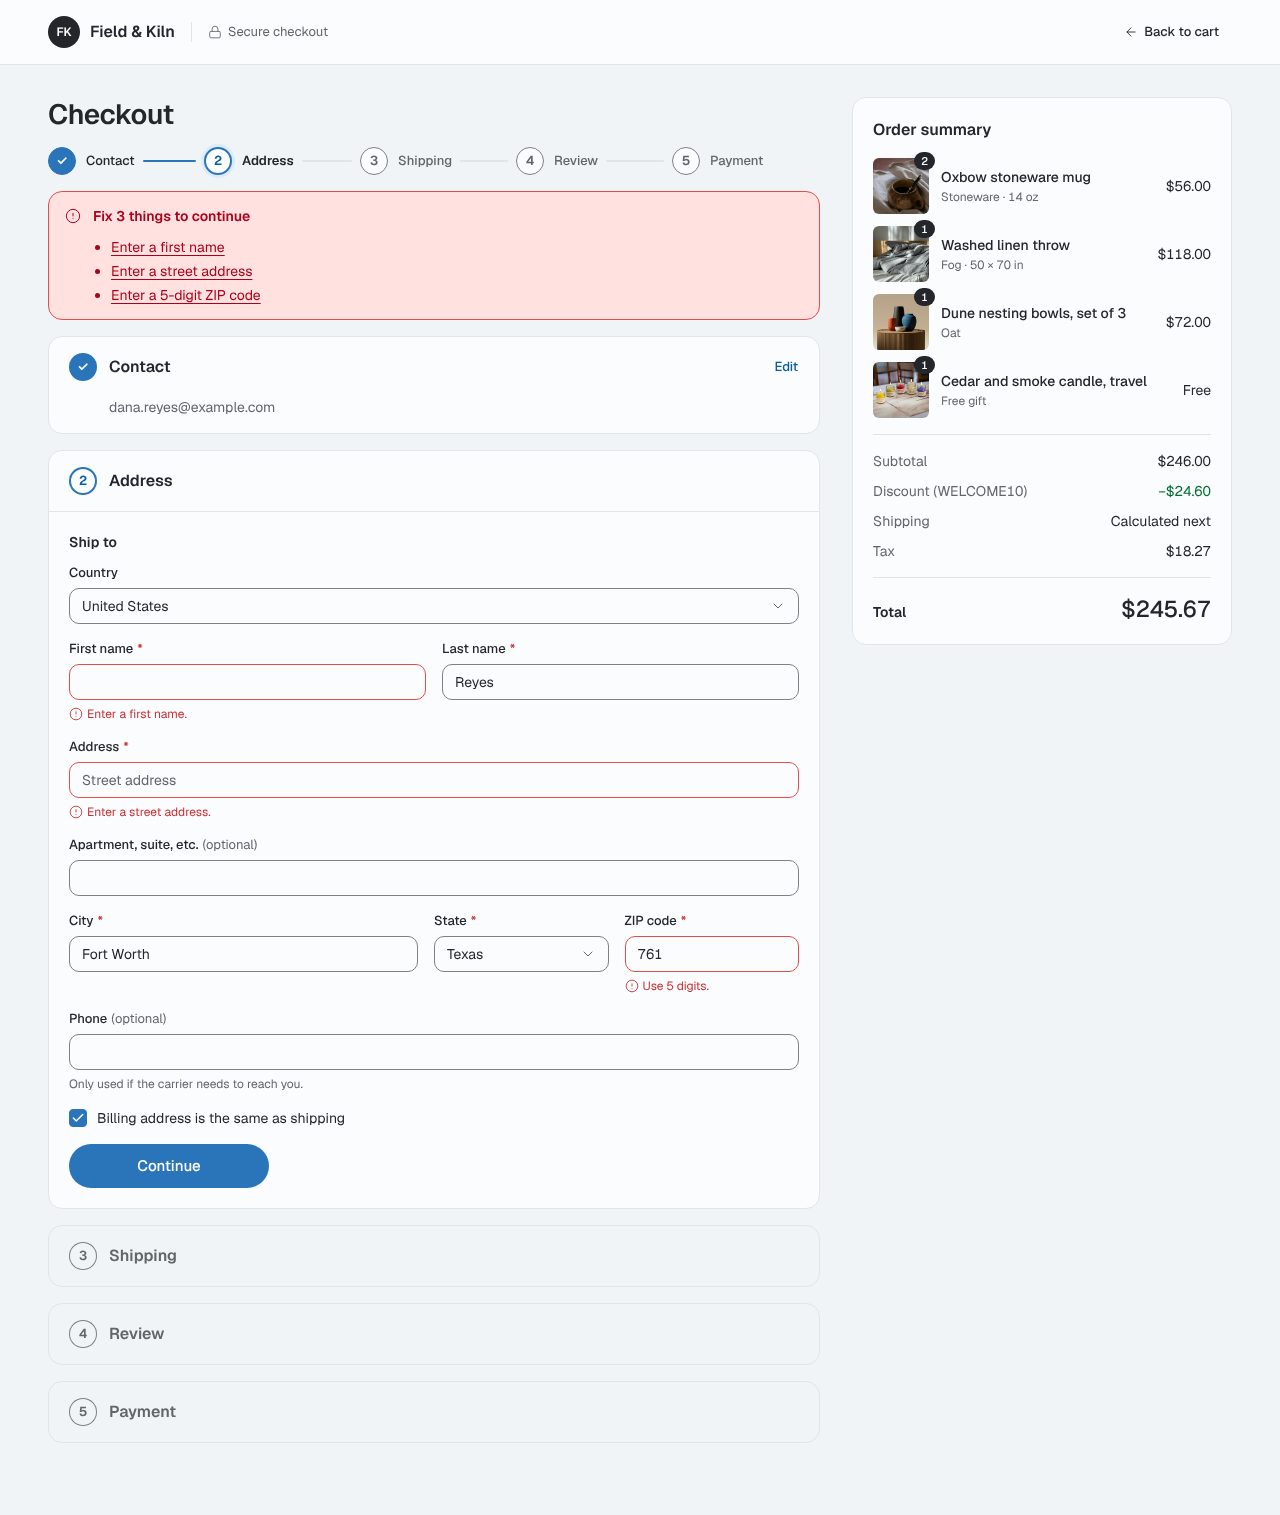 FK Field & Kiln Secure checkout Back to cart
Checkout
Contact 2 Address 3 Shipping 4 Review 5 Payment
Fix 3 things to continue
Enter a first name
Enter a street address
Enter a 5-digit ZIP code
Contact Edit
dana.reyes@example.com
2 Address
Ship to
Country
United States
First name * Last name *
Reyes
Enter a first name.
Address *
Street address
Enter a street address.
Apartment, suite, etc. (optional)
City * State * ZIP code *
Fort Worth Texas 761
Use 5 digits.
Phone (optional)
Only used if the carrier needs to reach you.
Billing address is the same as shipping
Continue
3 Shipping
4 Review
5 Payment
Order summary
2
Oxbow stoneware mug $56.00
Stoneware · 14 oz
1
Washed linen throw $118.00
Fog · 50 × 70 in
1
Dune nesting bowls, set of 3 $72.00
Oat
1
Cedar and smoke candle, travel Free
Free gift
Subtotal $246.00
Discount (WELCOME10) −$24.60
Shipping Calculated next
Tax $18.27
Total $245.67